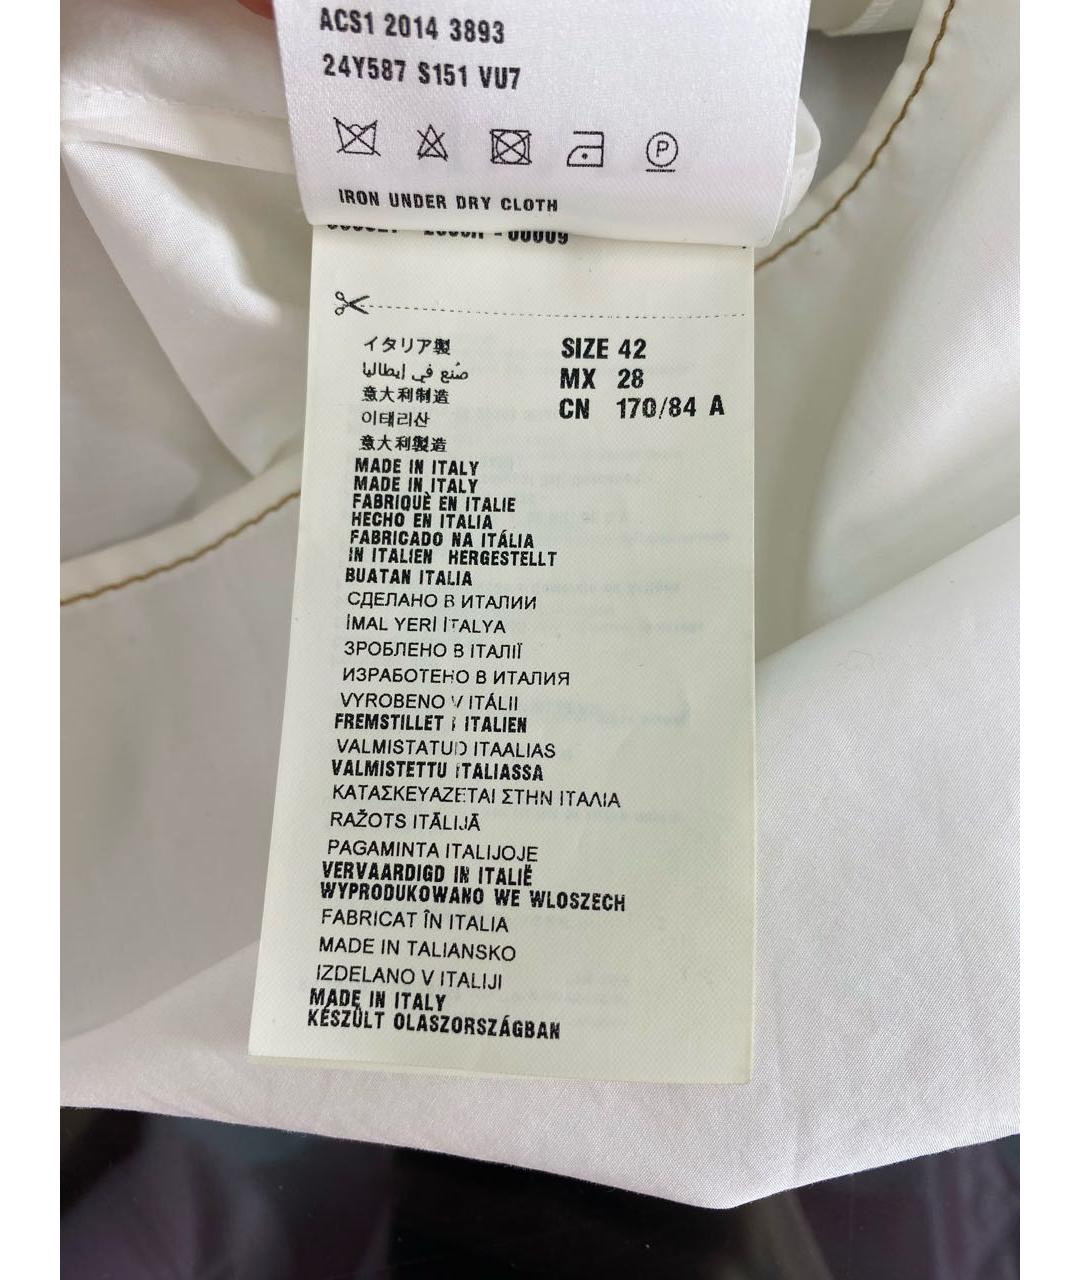 ACS1 2014 3893
24Y587 S151 VU7
P
IRON UNDER DRY CLOTH
イタリア製
صُنع في إيطاليا
意大利制造
이태리산
意大利製造
SIZE 42
MX 28
CN 170/84 A
MADE IN ITALY
MADE IN ITALY
FABRIQUÈ EN ITALIE
HECHO EN ITALIA
FABRICADO NA ITÁLIA
IN ITALIEN HERGESTELLT
BUATAN ITALIA
СДЕЛАНО В ИТАЛИИ
İMAL YERİ İTALYA
ЗРОБЛЕНО В ІТАЛІЇ
ИЗРАБОТЕНО В ИТАЛИЯ
VYROBENO V ITÁLII
FREMSTILLET I ITALIEN
VALMISTATUD ITAALIAS
VALMISTETTU ITALIASSA
ΚΑΤΑΣΚΕΥΑΖΕΤΑΙ ΣΤΗΝ ΙΤΑΛΙΑ
RAŽOTS ITĀLIJĀ
PAGAMINTA ITALIJOJE
VERVAARDIGD IN ITALIË
WYPRODUKOWANO WE WLOSZECH
FABRICAT ÎN ITALIA
MADE IN TALIANSKO
IZDELANO V ITALIJI
MADE IN ITALY
KÉSZÜLT OLASZORSZÁGBAN